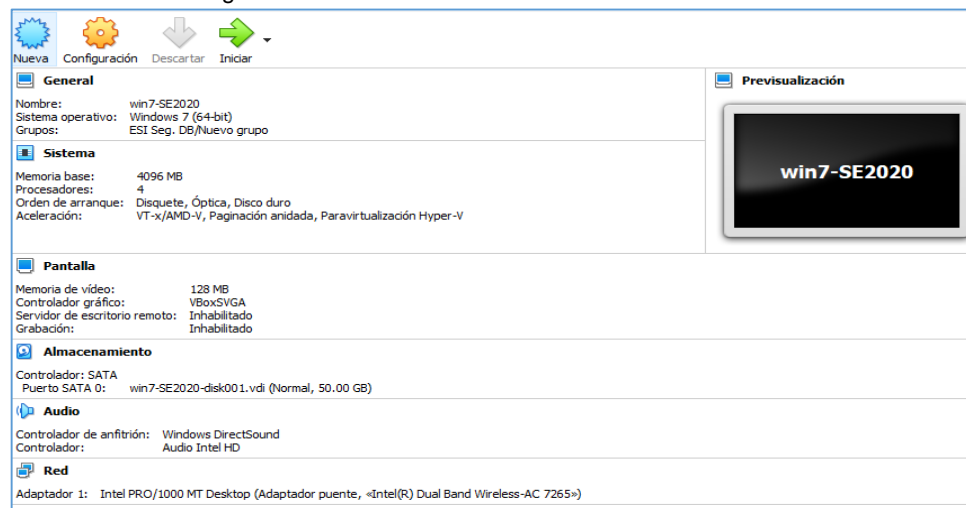 Nueva Configuración Descartar Iniciar
General
Nombre: win7-SE2020
Sistema operativo: Windows 7 (64-bit)
Grupos: ESI Seg. DB/Nuevo grupo
Previsualización
win7-SE2020
Sistema
Memoria base: 4096 MB
Procesadores: 4
Orden de arranque: Disquete, Óptica, Disco duro
Aceleración: VT-x/AMD-V, Paginación anidada, Paravirtualización Hyper-V
Pantalla
Memoria de vídeo: 128 MB
Controlador gráfico: VBoxSVGA
Servidor de escritorio remoto: Inhabilitado
Grabación: Inhabilitado
Almacenamiento
Controlador: SATA
Puerto SATA 0: win7-SE2020-disk001.vdi (Normal, 50.00 GB)
Audio
Controlador de anfitrión: Windows DirectSound
Controlador: Audio Intel HD
Red
Adaptador 1: Intel PRO/1000 MT Desktop (Adaptador puente, «Intel(R) Dual Band Wireless-AC 7265»)